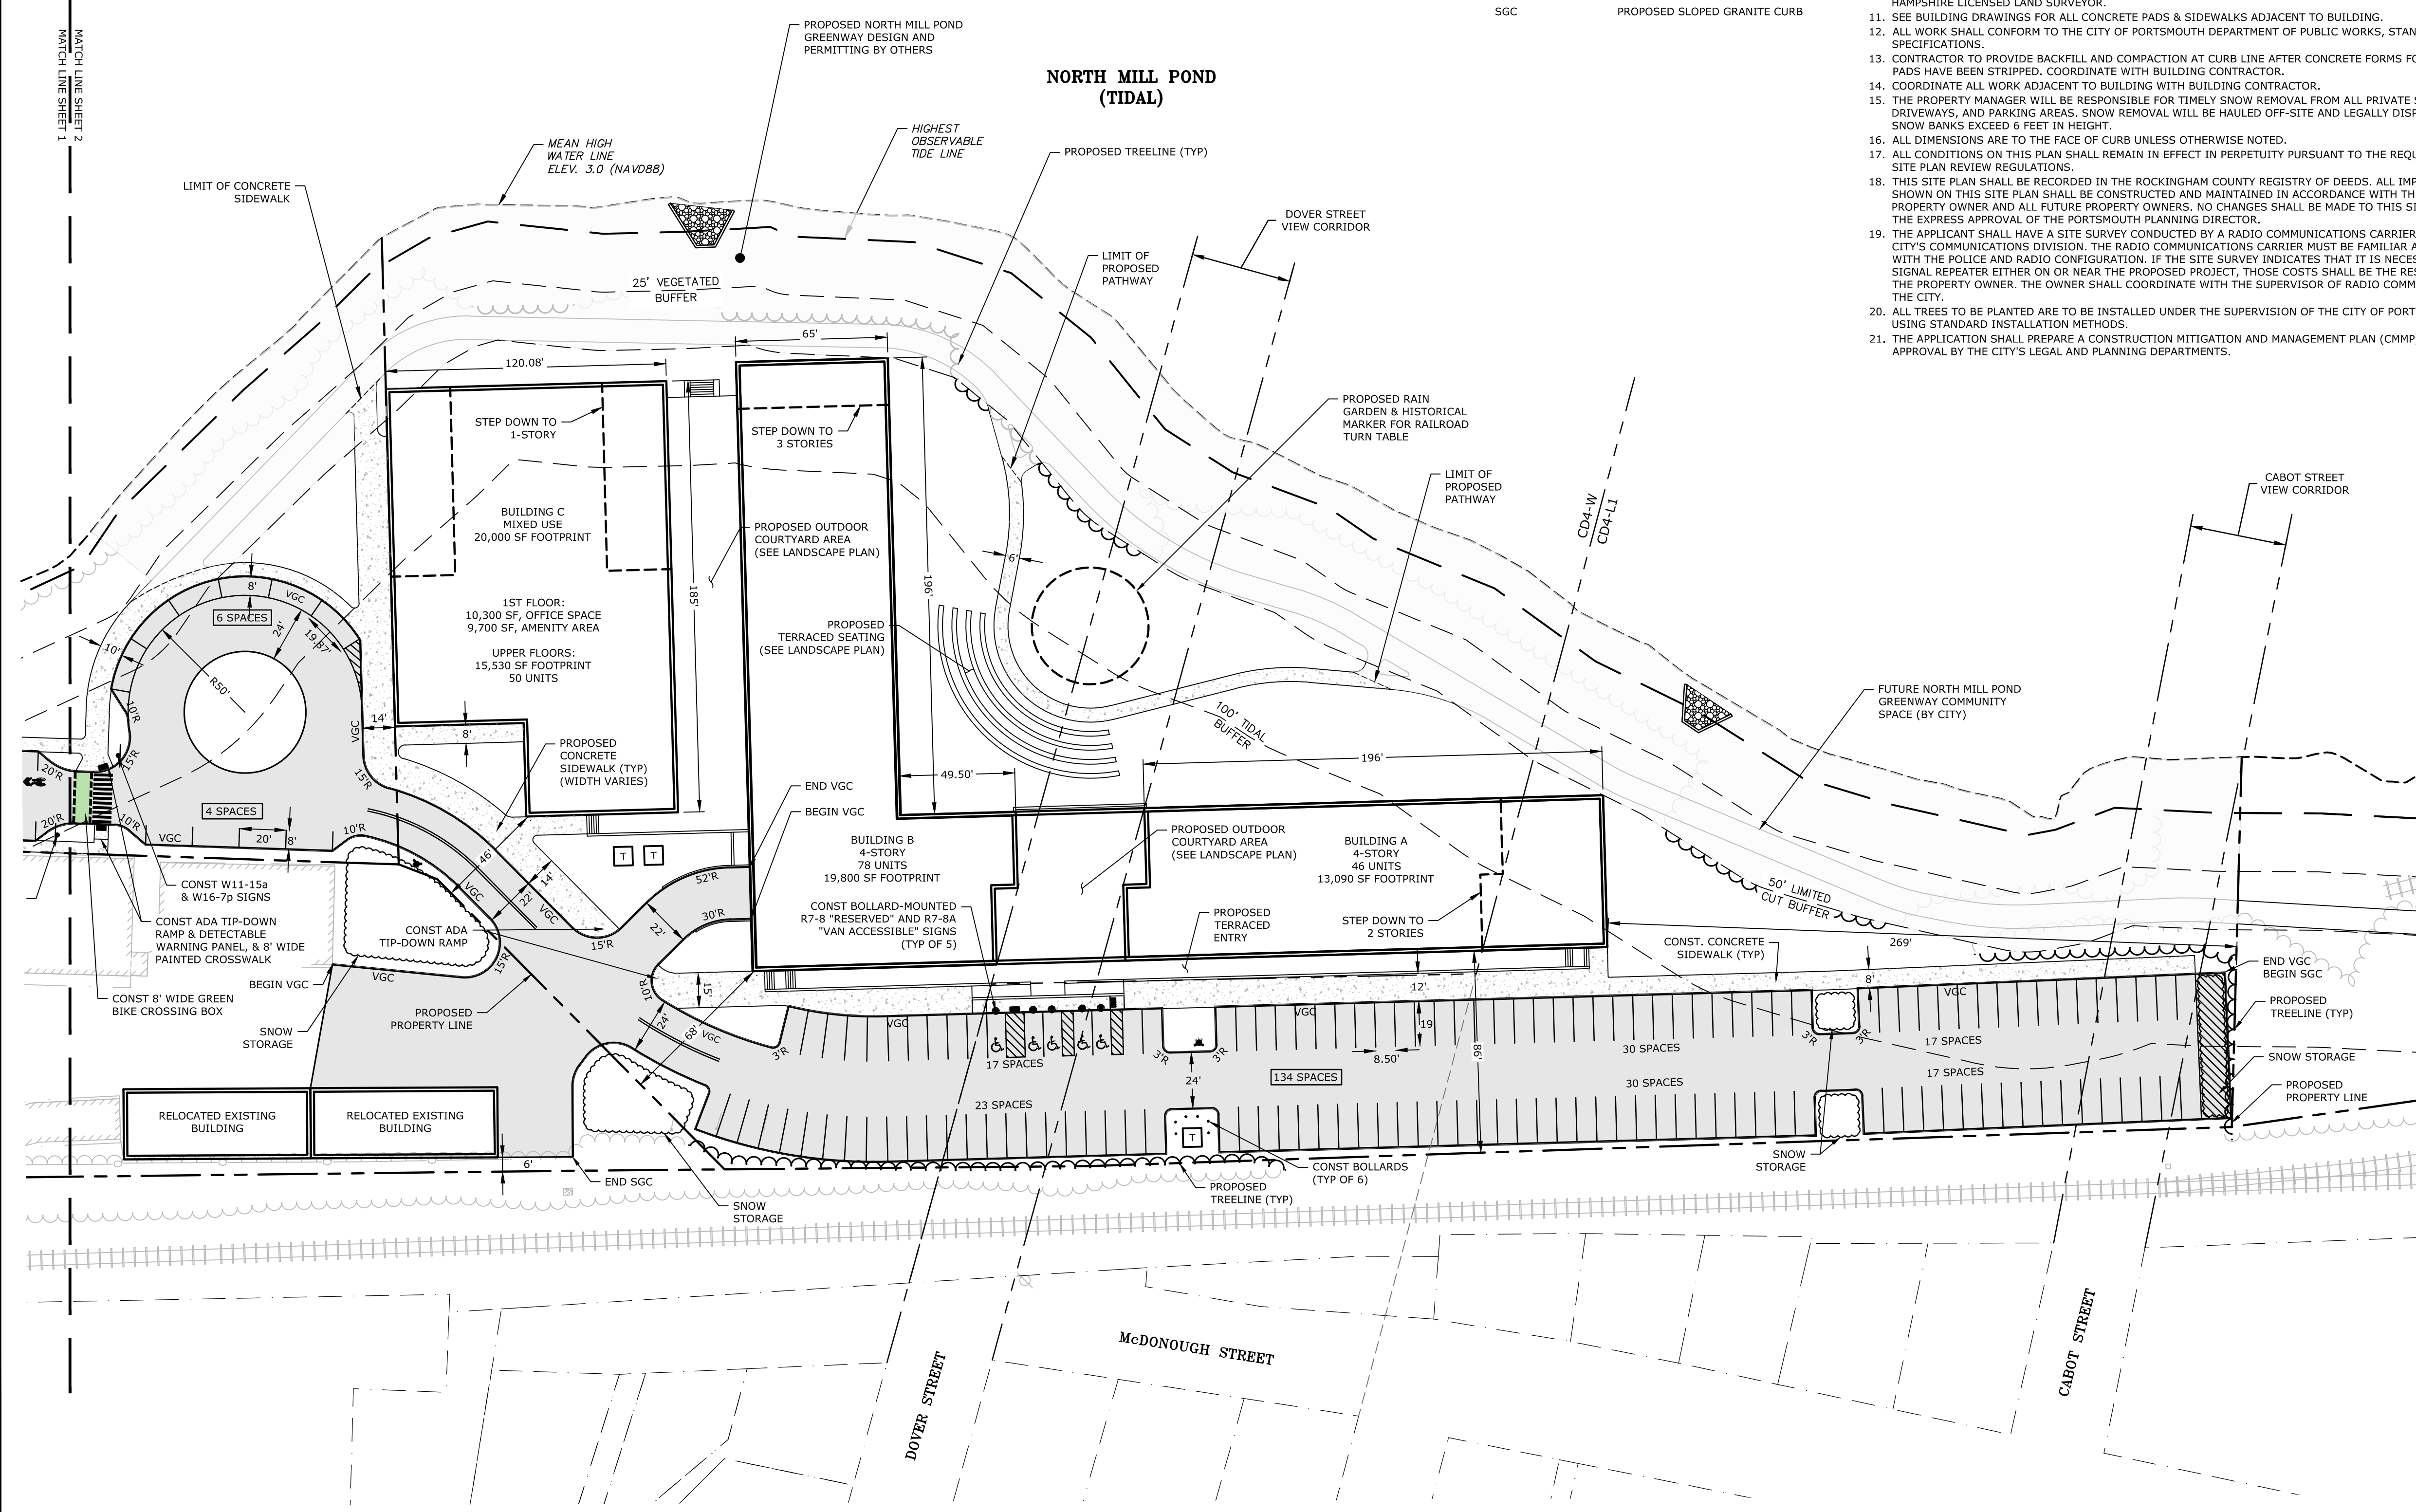 MATCH LINE SHEET 2
MATCH LINE SHEET 1
PROPOSED NORTH MILL POND
GREENWAY DESIGN AND
PERMITTING BY OTHERS
NORTH MILL POND
(TIDAL)
SGC PROPOSED SLOPED GRANITE CURB
HAMPSHIRE LICENSED LAND SURVEYOR.
11. SEE BUILDING DRAWINGS FOR ALL CONCRETE PADS & SIDEWALKS ADJACENT TO BUILDING.
12. ALL WORK SHALL CONFORM TO THE CITY OF PORTSMOUTH DEPARTMENT OF PUBLIC WORKS, STAN
SPECIFICATIONS.
13. CONTRACTOR TO PROVIDE BACKFILL AND COMPACTION AT CURB LINE AFTER CONCRETE FORMS FO
PADS HAVE BEEN STRIPPED. COORDINATE WITH BUILDING CONTRACTOR.
14. COORDINATE ALL WORK ADJACENT TO BUILDING WITH BUILDING CONTRACTOR.
15. THE PROPERTY MANAGER WILL BE RESPONSIBLE FOR TIMELY SNOW REMOVAL FROM ALL PRIVATE S
DRIVEWAYS, AND PARKING AREAS. SNOW REMOVAL WILL BE HAULED OFF-SITE AND LEGALLY DISP
SNOW BANKS EXCEED 6 FEET IN HEIGHT.
16. ALL DIMENSIONS ARE TO THE FACE OF CURB UNLESS OTHERWISE NOTED.
17. ALL CONDITIONS ON THIS PLAN SHALL REMAIN IN EFFECT IN PERPETUITY PURSUANT TO THE REQU
SITE PLAN REVIEW REGULATIONS.
18. THIS SITE PLAN SHALL BE RECORDED IN THE ROCKINGHAM COUNTY REGISTRY OF DEEDS. ALL IMP
SHOWN ON THIS SITE PLAN SHALL BE CONSTRUCTED AND MAINTAINED IN ACCORDANCE WITH TH
PROPERTY OWNER AND ALL FUTURE PROPERTY OWNERS. NO CHANGES SHALL BE MADE TO THIS SI
THE EXPRESS APPROVAL OF THE PORTSMOUTH PLANNING DIRECTOR.
19. THE APPLICANT SHALL HAVE A SITE SURVEY CONDUCTED BY A RADIO COMMUNICATIONS CARRIER
CITY'S COMMUNICATIONS DIVISION. THE RADIO COMMUNICATIONS CARRIER MUST BE FAMILIAR A
WITH THE POLICE AND RADIO CONFIGURATION. IF THE SITE SURVEY INDICATES THAT IT IS NECES
SIGNAL REPEATER EITHER ON OR NEAR THE PROPOSED PROJECT, THOSE COSTS SHALL BE THE RES
THE PROPERTY OWNER. THE OWNER SHALL COORDINATE WITH THE SUPERVISOR OF RADIO COMM
THE CITY.
20. ALL TREES TO BE PLANTED ARE TO BE INSTALLED UNDER THE SUPERVISION OF THE CITY OF PORT
USING STANDARD INSTALLATION METHODS.
21. THE APPLICATION SHALL PREPARE A CONSTRUCTION MITIGATION AND MANAGEMENT PLAN (CMMP
APPROVAL BY THE CITY'S LEGAL AND PLANNING DEPARTMENTS.
MEAN HIGH
WATER LINE
ELEV. 3.0 (NAVD88)
HIGHEST
OBSERVABLE
TIDE LINE
PROPOSED TREELINE (TYP)
LIMIT OF CONCRETE
SIDEWALK
DOVER STREET
VIEW CORRIDOR
LIMIT OF
PROPOSED
PATHWAY
25' VEGETATED
BUFFER
65'
120.08'
STEP DOWN TO
1-STORY
STEP DOWN TO
3 STORIES
PROPOSED RAIN
GARDEN & HISTORICAL
MARKER FOR RAILROAD
TURN TABLE
LIMIT OF
PROPOSED
PATHWAY
CD4-W
CD4-L1
CABOT STREET
VIEW CORRIDOR
BUILDING C
MIXED USE
20,000 SF FOOTPRINT
PROPOSED OUTDOOR
COURTYARD AREA
(SEE LANDSCAPE PLAN)
6'
185'
196'
1ST FLOOR:
10,300 SF, OFFICE SPACE
9,700 SF, AMENITY AREA
UPPER FLOORS:
15,530 SF FOOTPRINT
50 UNITS
PROPOSED
TERRACED SEATING
(SEE LANDSCAPE PLAN)
8'
VGC
6 SPACES
24'
19.87'
10'
R50'
10'R
VGC
14'
8'
15'R
15'R
20'R
20'R
10'R
VGC
4 SPACES
20'
8'
10'R
PROPOSED
CONCRETE
SIDEWALK (TYP)
(WIDTH VARIES)
100' TIDAL
BUFFER
FUTURE NORTH MILL POND
GREENWAY COMMUNITY
SPACE (BY CITY)
196'
49.50'
END VGC
BEGIN VGC
BUILDING B
4-STORY
78 UNITS
19,800 SF FOOTPRINT
PROPOSED OUTDOOR
COURTYARD AREA
(SEE LANDSCAPE PLAN)
BUILDING A
4-STORY
46 UNITS
13,090 SF FOOTPRINT
T
T
46'
14'
22'
VGC
VGC
52'R
30'R
22'
15'R
CONST W11-15a
& W16-7p SIGNS
CONST ADA TIP-DOWN
RAMP & DETECTABLE
WARNING PANEL, & 8' WIDE
PAINTED CROSSWALK
CONST 8' WIDE GREEN
BIKE CROSSING BOX
CONST ADA
TIP-DOWN RAMP
CONST BOLLARD-MOUNTED
R7-8 "RESERVED" AND R7-8A
"VAN ACCESSIBLE" SIGNS
(TYP OF 5)
PROPOSED
TERRACED
ENTRY
STEP DOWN TO
2 STORIES
50' LIMITED
CUT BUFFER
269'
CONST. CONCRETE
SIDEWALK (TYP)
END VGC
BEGIN SGC
PROPOSED
TREELINE (TYP)
SNOW STORAGE
PROPOSED
PROPERTY LINE
BEGIN VGC
VGC
15'R
SNOW
STORAGE
PROPOSED
PROPERTY LINE
10'R
15'
24'
VGC
68'
3'R
VGC
17 SPACES
3'R
3'R
24'
12'
VGC
19
8.50'
86'
134 SPACES
30 SPACES
30 SPACES
3'R
3'R
8'
VGC
17 SPACES
17 SPACES
23 SPACES
RELOCATED EXISTING
BUILDING
RELOCATED EXISTING
BUILDING
6'
END SGC
SNOW
STORAGE
T
CONST BOLLARDS
(TYP OF 6)
PROPOSED
TREELINE (TYP)
SNOW
STORAGE
McDONOUGH STREET
DOVER STREET
CABOT STREET